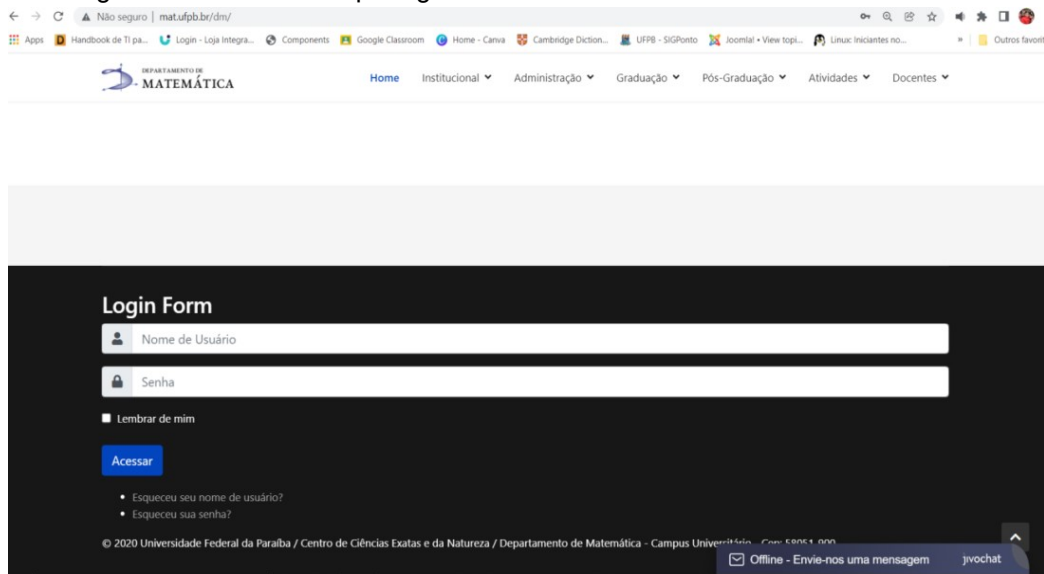 Não seguro | mat.ufpb.br/dm/
Apps Handbook de TI pa... Login - Loja Integra... Components Google Classroom Home - Canva Cambridge Diction... UFPB - SIGPonto Joomla! • View topi... Linux: Iniciantes no... » Outros favorit
DEPARTAMENTO DE
MATEMÁTICA
Home Institucional Administração Graduação Pós-Graduação Atividades Docentes
Login Form
Nome de Usuário
Senha
Lembrar de mim
Acessar
Esqueceu seu nome de usuário?
Esqueceu sua senha?
© 2020 Universidade Federal da Paraíba / Centro de Ciências Exatas e da Natureza / Departamento de Matemática - Campus Universitário - Cep: 58051-900
Offline - Envie-nos uma mensagem jivochat